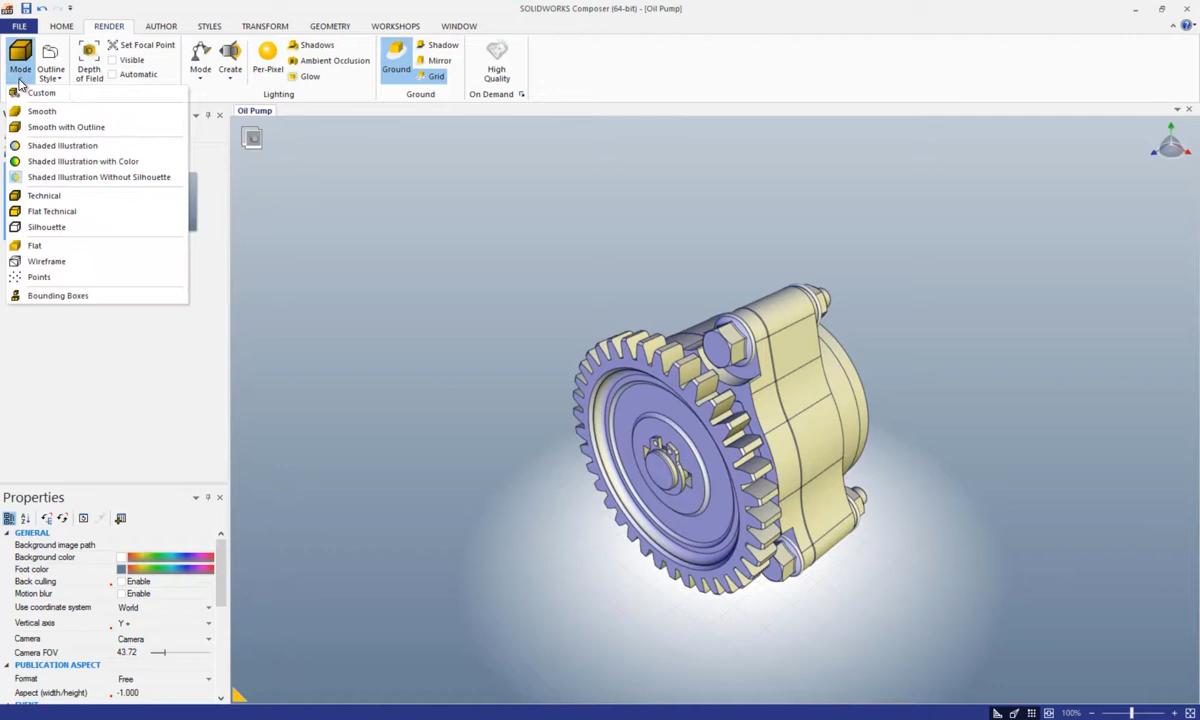 SOLIDWORKS Composer (64-bit) - [Oil Pump]
FILE HOME RENDER AUTHOR STYLES TRANSFORM GEOMETRY WORKSHOPS WINDOW
Mode
Outline Style
Depth of Field
Set Focal Point
Visible
Automatic
Mode
Create
Per-Pixel
Shadows
Ambient Occlusion
Glow
Lighting
Ground
Shadow
Mirror
Grid
Ground
High Quality
On Demand
Custom
Smooth
Smooth with Outline
Shaded Illustration
Shaded Illustration with Color
Shaded Illustration Without Silhouette
Technical
Flat Technical
Silhouette
Flat
Wireframe
Points
Bounding Boxes
Oil Pump
Properties
GENERAL
Background image path
Background color
Foot color
Back culling Enable
Motion blur Enable
Use coordinate system World
Vertical axis Y +
Camera Camera
Camera FOV 43.72
PUBLICATION ASPECT
Format Free
Aspect (width/height) -1.000
100%